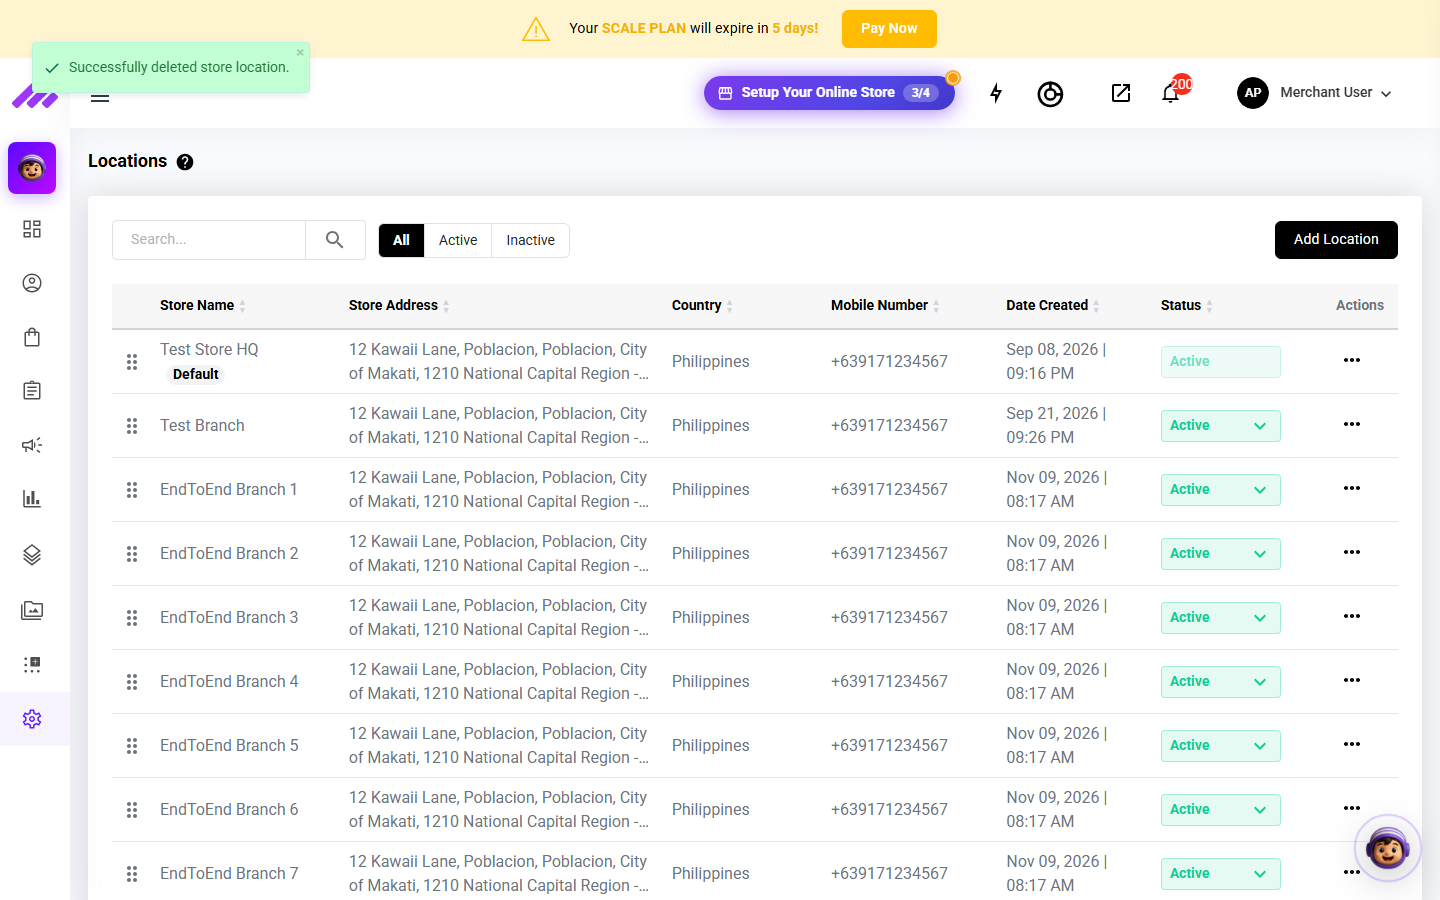 Your SCALE PLAN will expire in 5 days!
Pay Now
Successfully deleted store location.
×
Setup Your Online Store 3/4
200
AP
Merchant User
Locations
?
Search...
All
Active
Inactive
Add Location
Store Name
Store Address
Country
Mobile Number
Date Created
Status
Actions
Test Store HQ
Default
12 Kawaii Lane, Poblacion, Poblacion, City
of Makati, 1210 National Capital Region -...
Philippines
+639171234567
Sep 08, 2026 |
09:16 PM
Active
Test Branch
12 Kawaii Lane, Poblacion, Poblacion, City
of Makati, 1210 National Capital Region -...
Philippines
+639171234567
Sep 21, 2026 |
09:26 PM
Active
EndToEnd Branch 1
12 Kawaii Lane, Poblacion, Poblacion, City
of Makati, 1210 National Capital Region -...
Philippines
+639171234567
Nov 09, 2026 |
08:17 AM
Active
EndToEnd Branch 2
12 Kawaii Lane, Poblacion, Poblacion, City
of Makati, 1210 National Capital Region -...
Philippines
+639171234567
Nov 09, 2026 |
08:17 AM
Active
EndToEnd Branch 3
12 Kawaii Lane, Poblacion, Poblacion, City
of Makati, 1210 National Capital Region -...
Philippines
+639171234567
Nov 09, 2026 |
08:17 AM
Active
EndToEnd Branch 4
12 Kawaii Lane, Poblacion, Poblacion, City
of Makati, 1210 National Capital Region -...
Philippines
+639171234567
Nov 09, 2026 |
08:17 AM
Active
EndToEnd Branch 5
12 Kawaii Lane, Poblacion, Poblacion, City
of Makati, 1210 National Capital Region -...
Philippines
+639171234567
Nov 09, 2026 |
08:17 AM
Active
EndToEnd Branch 6
12 Kawaii Lane, Poblacion, Poblacion, City
of Makati, 1210 National Capital Region -...
Philippines
+639171234567
Nov 09, 2026 |
08:17 AM
Active
EndToEnd Branch 7
12 Kawaii Lane, Poblacion, Poblacion, City
of Makati, 1210 National Capital Region -...
Philippines
+639171234567
Nov 09, 2026 |
08:17 AM
Active